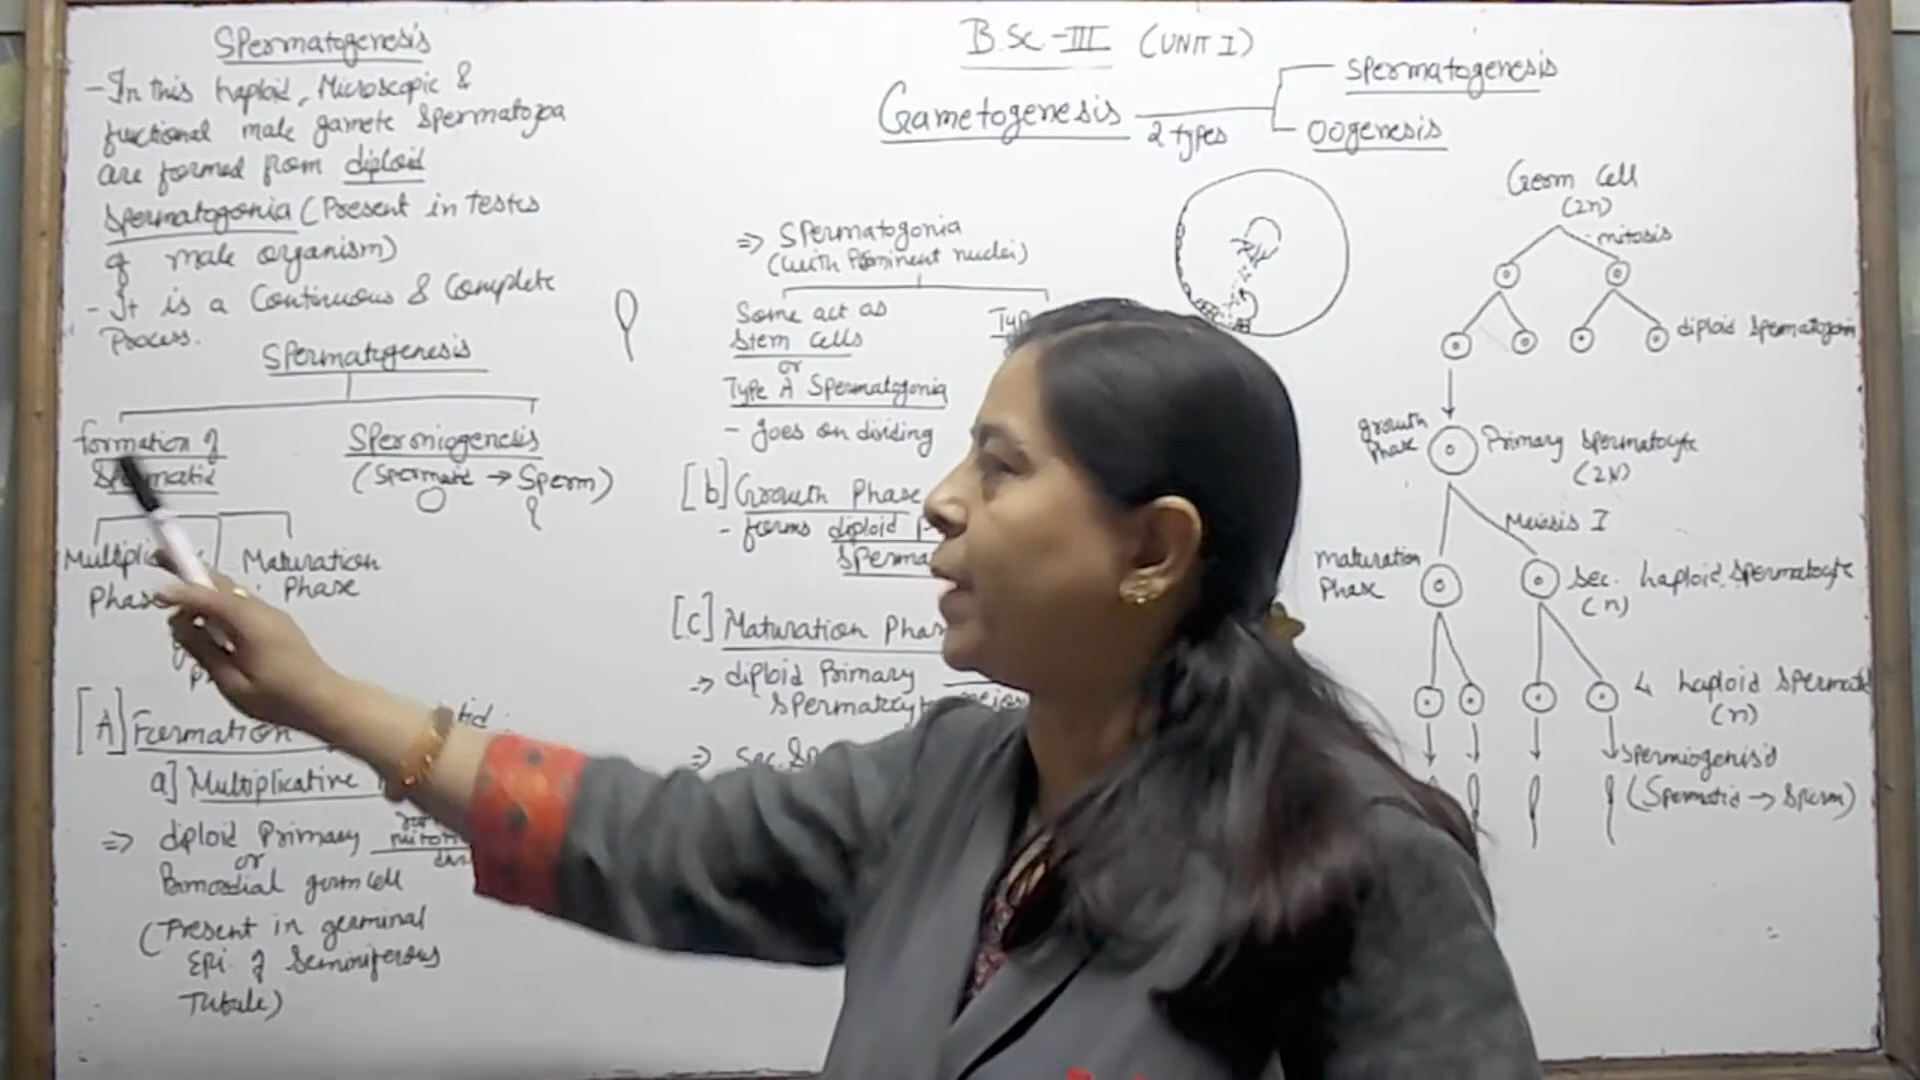 Spermatogenesis
- In this haploid, Microscopic &
functional male gamete Spermatozoa
are formed from diploid
Spermatogonia (Present in testes
of male organism)
- It is a Continuous & Complete
Process.
Spermatogenesis
formation of
Spermatid
Spermiogenesis
(Spermatid → Sperm)
Phase
Maturation
Phase
[A] Formation
a] Multiplicative
=> diploid Primary
or
Primordial germ cell
(Present in germinal
Epi. of Seminiferous
Tubule)
B.Sc.-III (UNIT I)
Gametogenesis
2 types
Spermatogenesis
Oogenesis
=> Spermatogonia
(with Prominent nuclei)
Some act as
Stem Cells
or
Type A Spermatogonia
- goes on dividing
[b] Growth Phase
- forms diploid
[C] Maturation
-> diploid Primary
=> Sec.
Germ Cell
(2n)
mitosis
diploid
growth
Phase
Primary Spermatocyte
(2N)
Meiosis I
maturation
Phase
Sec. haploid Spermatocyte
(n)
4 haploid
(n)
Spermiogenisis
(Spermatid → Sperm)